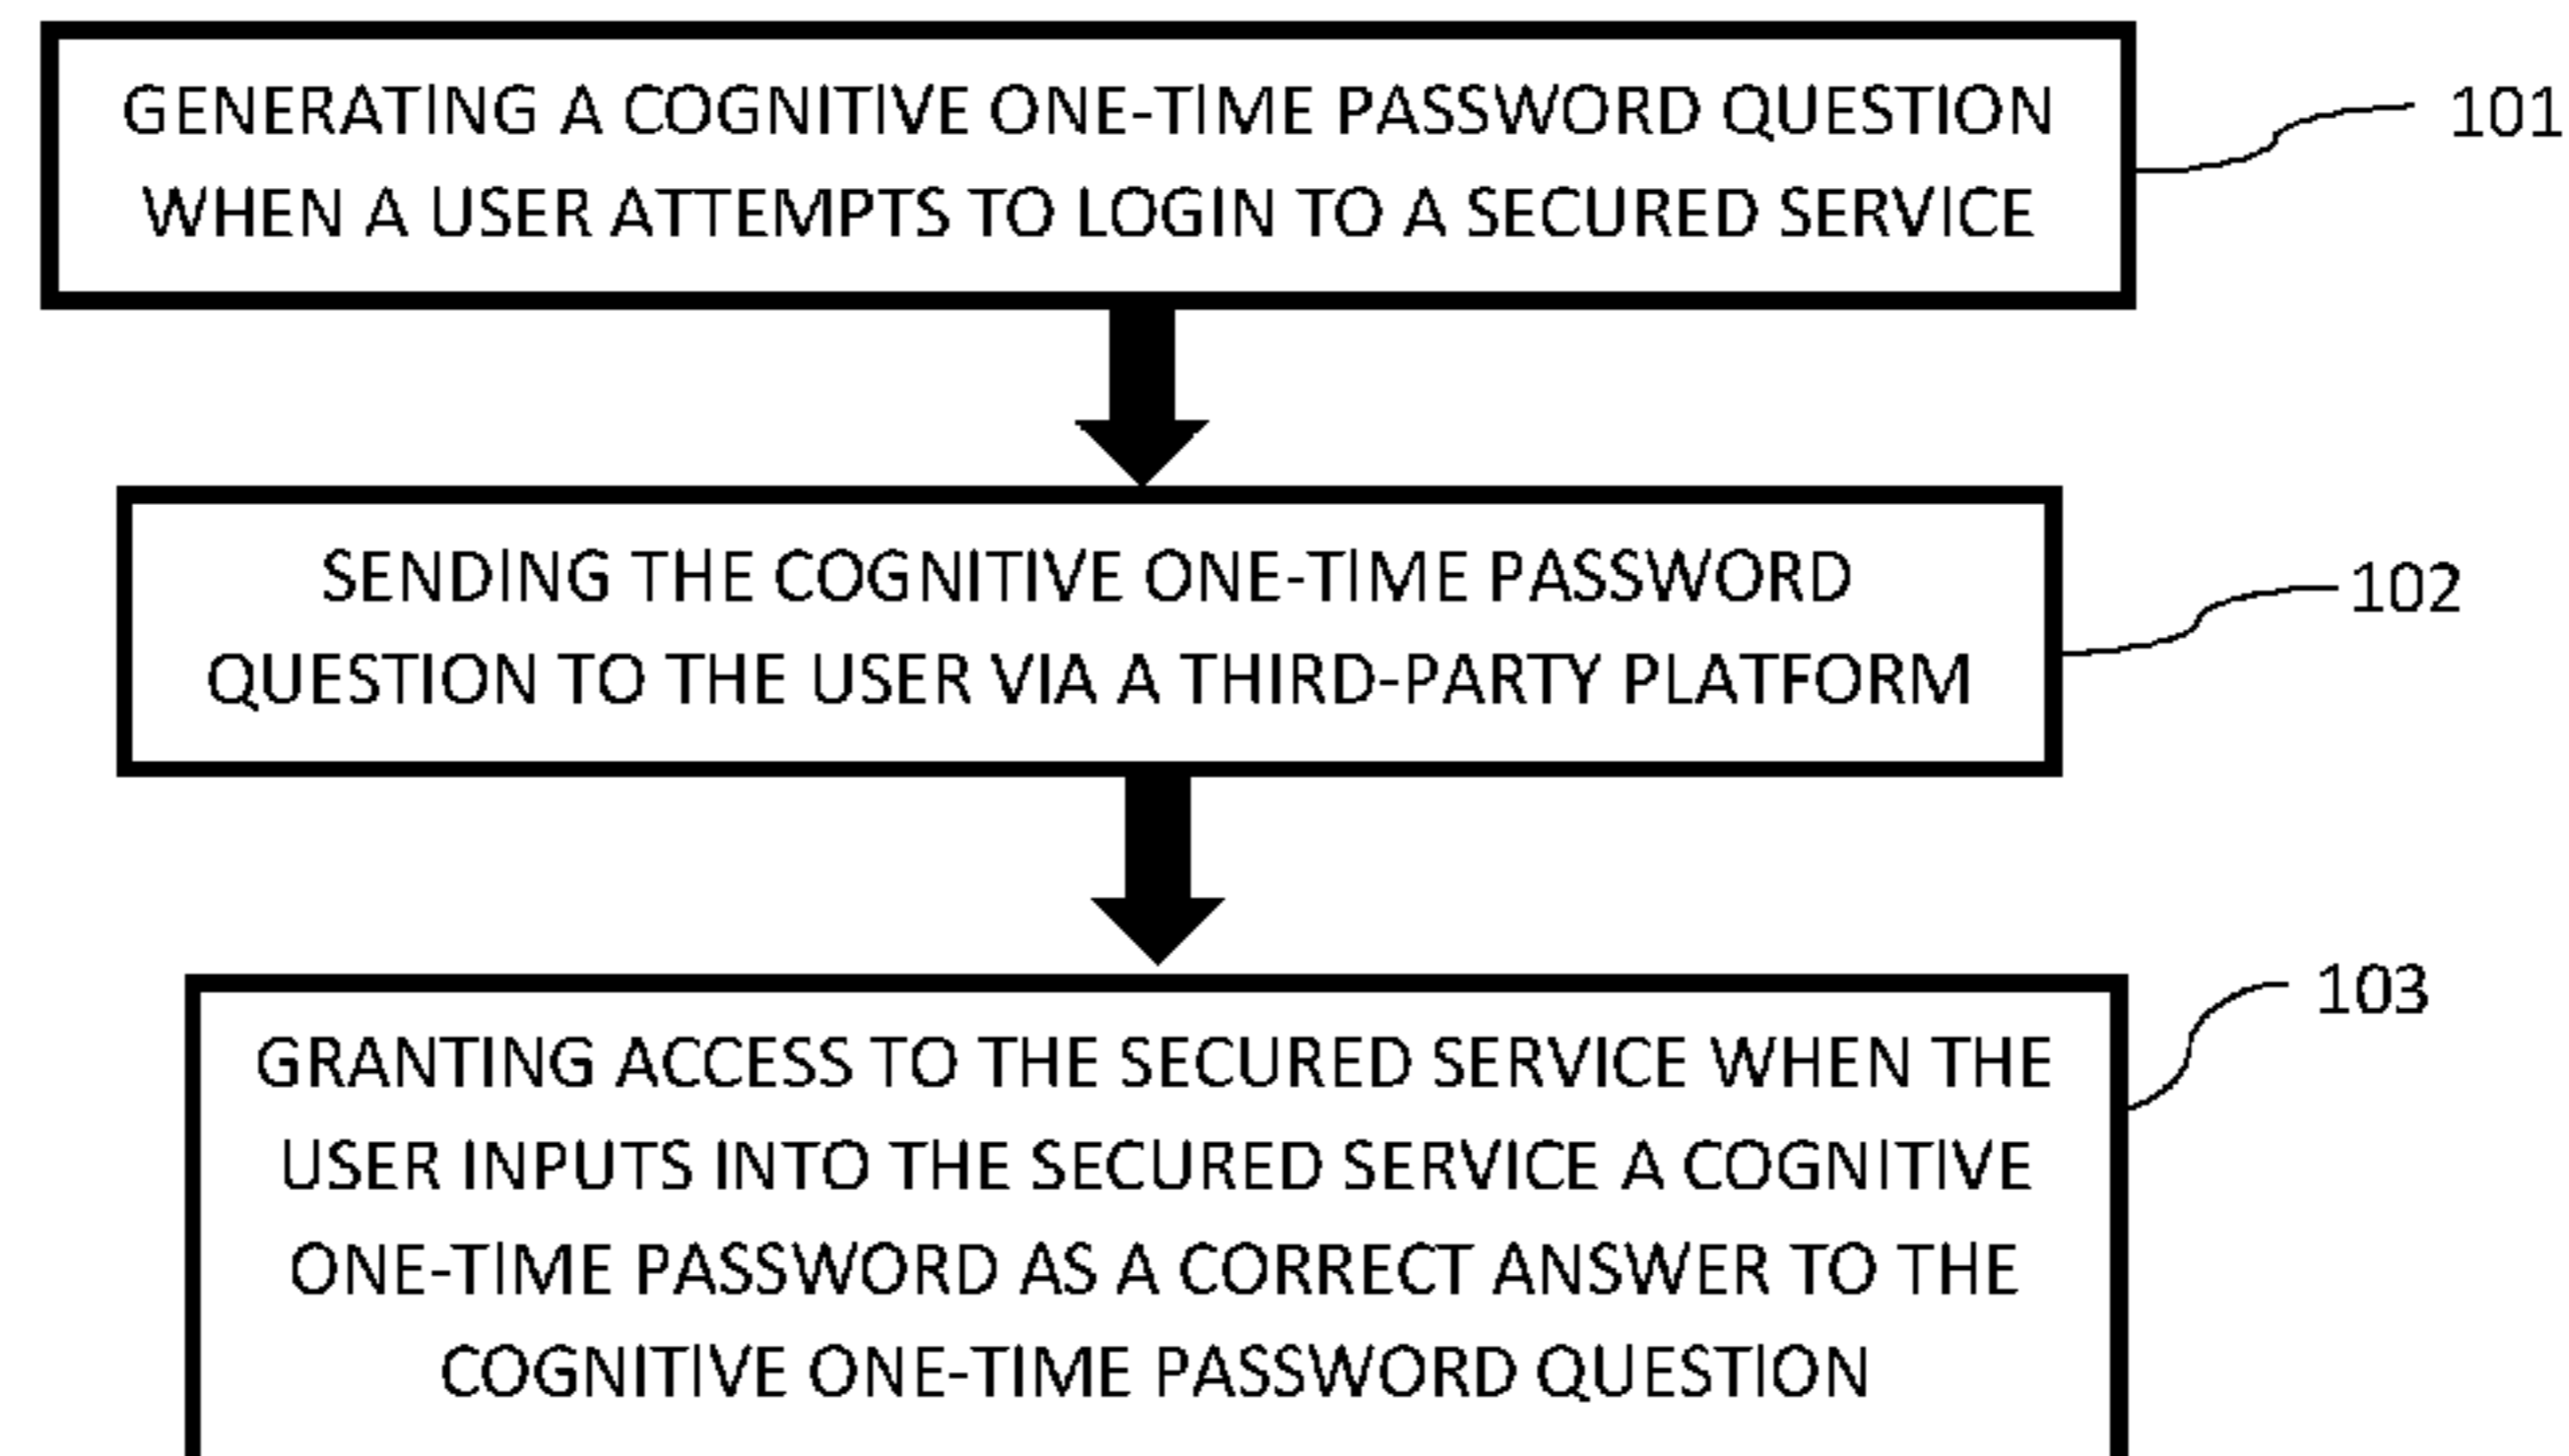 GENERATING A COGNITIVE ONE-TIME PASSWORD QUESTION
WHEN A USER ATTEMPTS TO LOGIN TO A SECURED SERVICE
101
SENDING THE COGNITIVE ONE-TIME PASSWORD
QUESTION TO THE USER VIA A THIRD-PARTY PLATFORM
102
GRANTING ACCESS TO THE SECURED SERVICE WHEN THE
USER INPUTS INTO THE SECURED SERVICE A COGNITIVE
ONE-TIME PASSWORD AS A CORRECT ANSWER TO THE
COGNITIVE ONE-TIME PASSWORD QUESTION
103